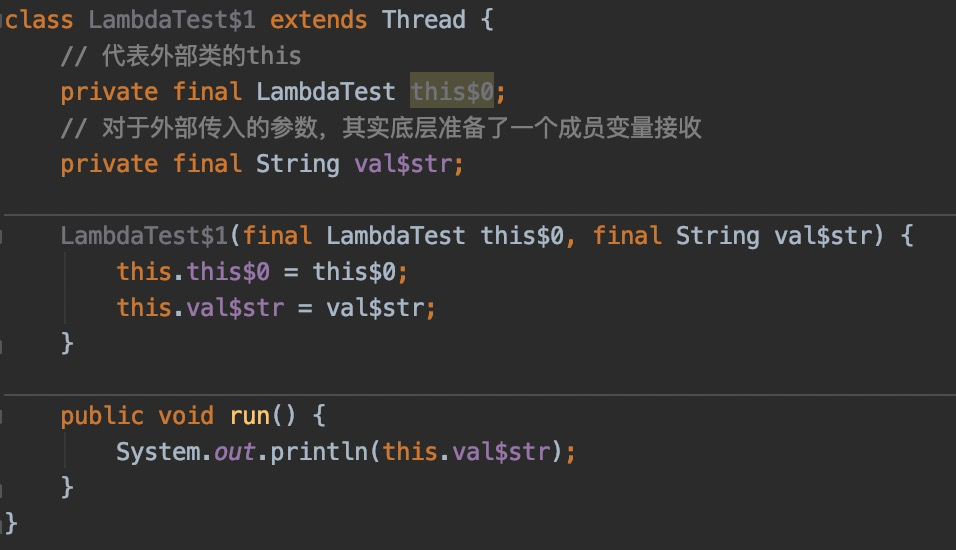 class LambdaTest$1 extends Thread {
// 代表外部类的this
private final LambdaTest this$0;
// 对于外部传入的参数，其实底层准备了一个成员变量接收
private final String val$str;
LambdaTest$1(final LambdaTest this$0, final String val$str) {
this.this$0 = this$0;
this.val$str = val$str;
}
public void run() {
System.out.println(this.val$str);
}
}